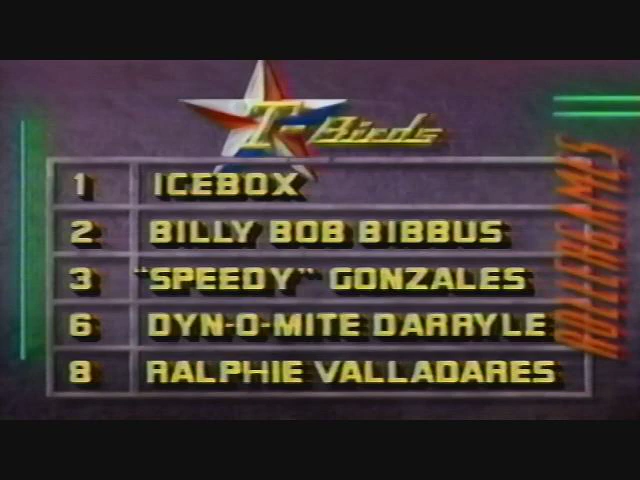 T-Birds
1 ICEBOX
2 BILLY BOB BIBBUS
3 "SPEEDY" GONZALES
6 DYN-O-MITE DARRYLE
8 RALPHIE VALLADARES
ROLLERGAMES